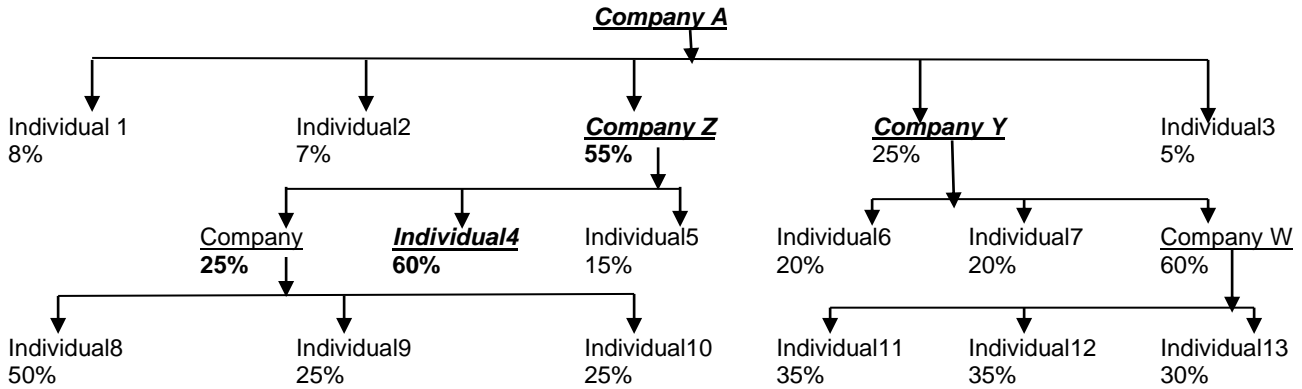 Company A
Individual 1 Individual2 Company Z Company Y Individual3
8% 7% 55% 25% 5%
Company Individual4 Individual5 Individual6 Individual7 Company W
25% 60% 15% 20% 20% 60%
Individual8 Individual9 Individual10 Individual11 Individual12 Individual13
50% 25% 25% 35% 35% 30%